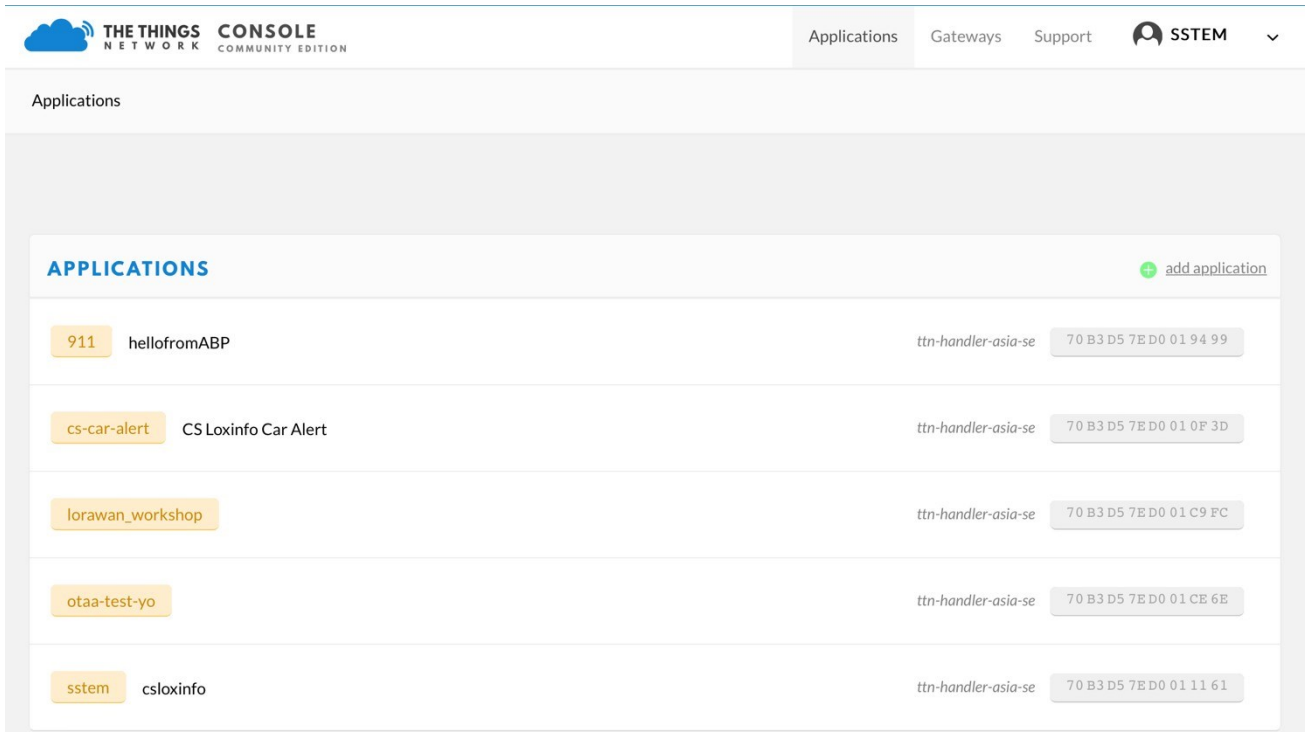 THE THINGS NETWORK CONSOLE COMMUNITY EDITION
Applications Gateways Support SSTEM
Applications
APPLICATIONS add application
911 hellofromABP ttn-handler-asia-se 70 B3 D5 7E D0 01 94 99
cs-car-alert CS Loxinfo Car Alert ttn-handler-asia-se 70 B3 D5 7E D0 01 0F 3D
lorawan_workshop ttn-handler-asia-se 70 B3 D5 7E D0 01 C9 FC
otaa-test-yo ttn-handler-asia-se 70 B3 D5 7E D0 01 CE 6E
sstem csloxinfo ttn-handler-asia-se 70 B3 D5 7E D0 01 11 61